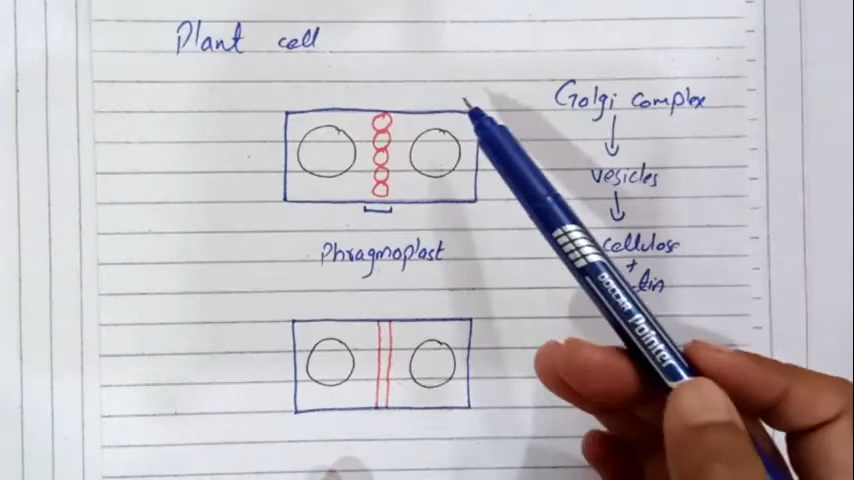 Plant cell
Golgi complex
vesicles
cellulose
+
Phragmoplast
DOLLAR Pointer